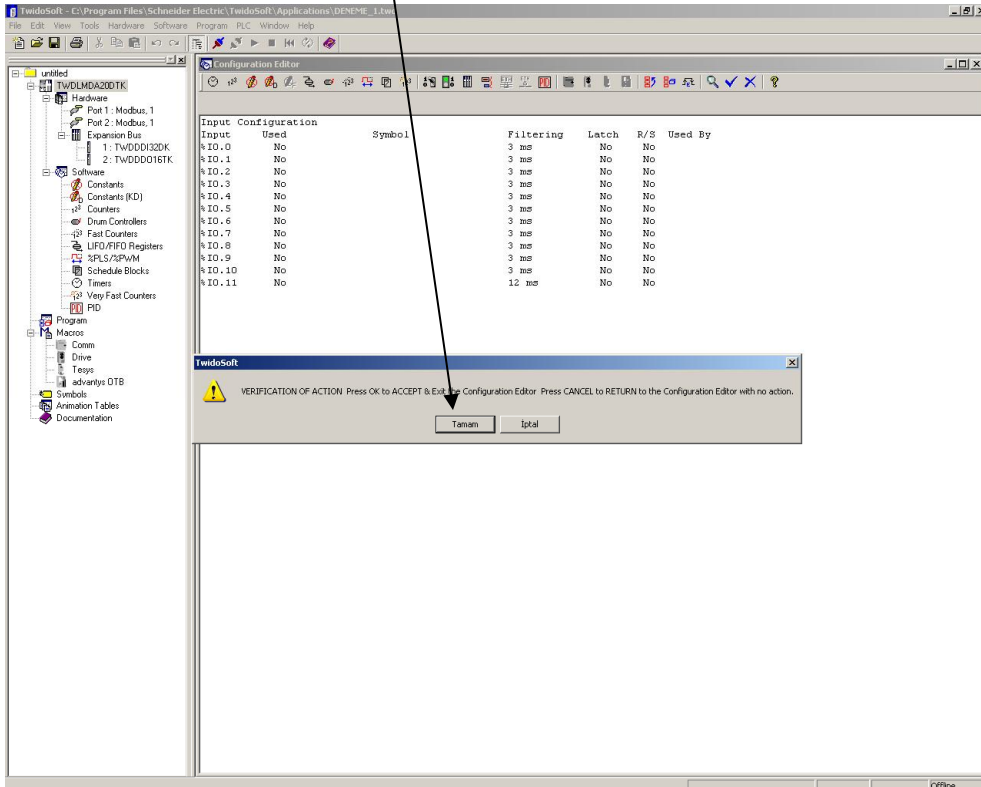 TwidoSoft - C:\Program Files\Schneider Electric\TwidoSoft\Applications\DENEME_1.twd
File Edit View Tools Hardware Software Program PLC Window Help
untitled
TWDLMDA20DTK
Hardware
Port 1 : Modbus, 1
Port 2 : Modbus, 1
Expansion Bus
1 : TWDDDI32DK
2 : TWDDDO16TK
Software
Constants
Constants (KD)
Counters
Drum Controllers
Fast Counters
LIFO/FIFO Registers
%PLS/%PWM
Schedule Blocks
Timers
Very Fast Counters
PID
Program
Macros
Comm
Drive
Tesys
advantys OTB
Symbols
Animation Tables
Documentation
Configuration Editor
Input Configuration
Input Used Symbol Filtering Latch R/S Used By
%I0.0 No 3 ms No No
%I0.1 No 3 ms No No
%I0.2 No 3 ms No No
%I0.3 No 3 ms No No
%I0.4 No 3 ms No No
%I0.5 No 3 ms No No
%I0.6 No 3 ms No No
%I0.7 No 3 ms No No
%I0.8 No 3 ms No No
%I0.9 No 3 ms No No
%I0.10 No 3 ms No No
%I0.11 No 12 ms No No
TwidoSoft
VERIFICATION OF ACTION Press OK to ACCEPT & Exit the Configuration Editor Press CANCEL to RETURN to the Configuration Editor with no action.
Tamam İptal
Offline